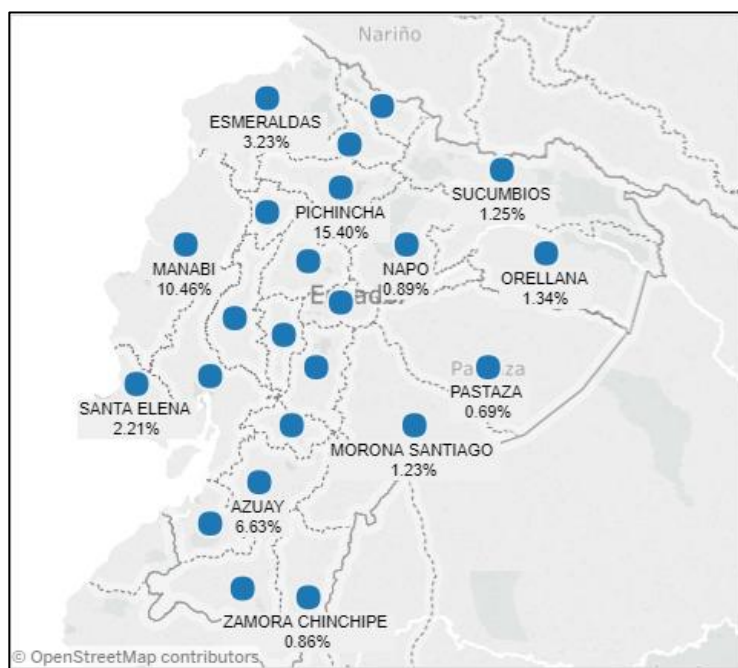 Nariño
ESMERALDAS
3.23%
SUCUMBIOS
1.25%
PICHINCHA
15.40%
MANABI
10.46%
NAPO
0.89%
ORELLANA
1.34%
PASTAZA
0.69%
SANTA ELENA
2.21%
MORONA SANTIAGO
1.23%
AZUAY
6.63%
ZAMORA CHINCHIPE
0.86%
© OpenStreetMap contributors